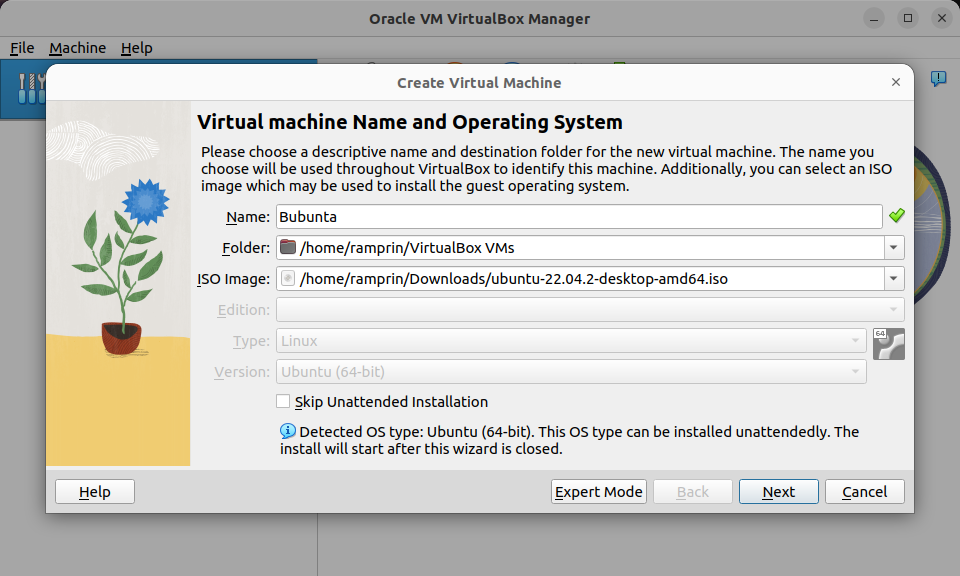 Oracle VM VirtualBox Manager
File Machine Help
Create Virtual Machine
Virtual machine Name and Operating System
Please choose a descriptive name and destination folder for the new virtual machine. The name you
choose will be used throughout VirtualBox to identify this machine. Additionally, you can select an ISO
image which may be used to install the guest operating system.
Name: Bubunta
Folder: /home/ramprin/VirtualBox VMs
ISO Image: /home/ramprin/Downloads/ubuntu-22.04.2-desktop-amd64.iso
Edition:
Type: Linux
64
Version: Ubuntu (64-bit)
Skip Unattended Installation
Detected OS type: Ubuntu (64-bit). This OS type can be installed unattendedly. The
install will start after this wizard is closed.
Help Expert Mode Back Next Cancel